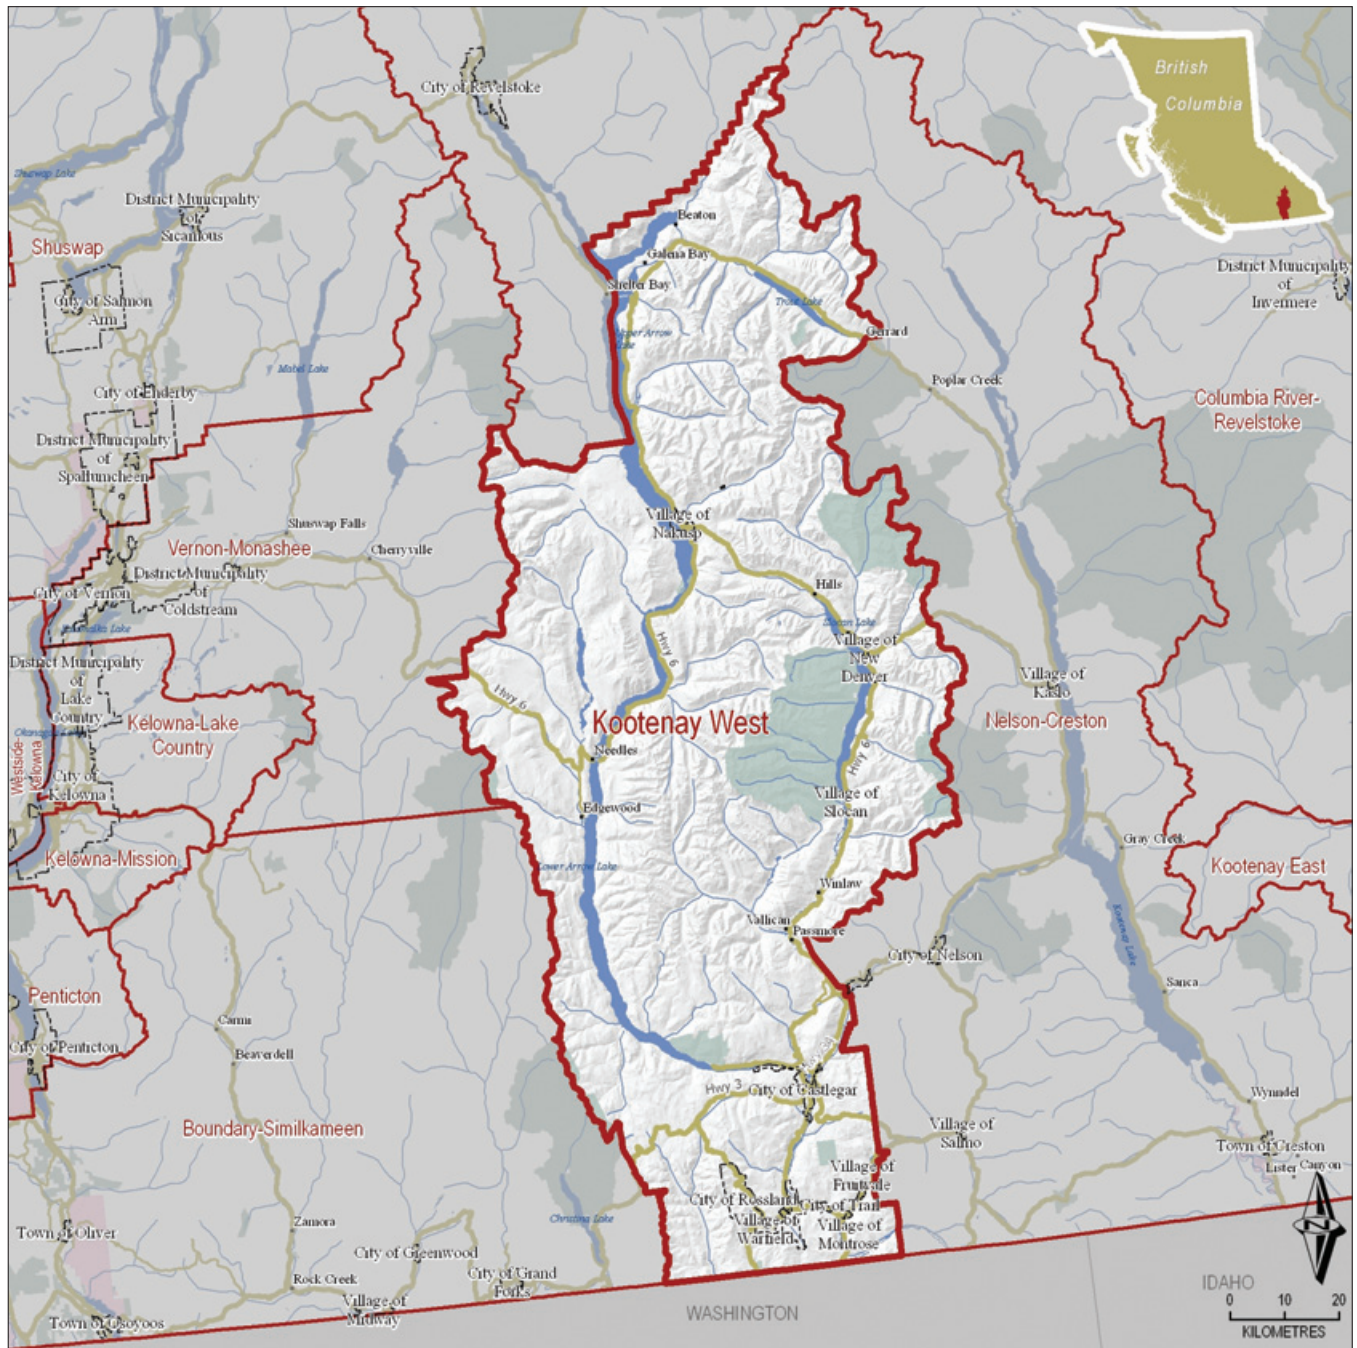 City of Revelstoke
British
Columbia
Shuswap Lake
District Municipality
of
Sicamous
Beaton
Shuswap
Galena Bay
District Municipality
of
Invermere
Shelter Bay
City of Salmon
Arm
Trout Lake
Upper Arrow
Lake
Gerrard
Mabel Lake
Poplar Creek
City of Enderby
Columbia River-
Revelstoke
District Municipality
of
Spallumcheen
Village of
Nakusp
Shuswap Falls
Vernon-Monashee
Cherryville
District Municipality
of
Coldstream
City of Vernon
Hills
Slocan Lake
Kalamalka Lake
Village of
New
Denver
Hwy 6
District Municipality
of
Lake
Country
Village of
Kaslo
Hwy 6
Kelowna-Lake
Country
Kootenay West
Nelson-Creston
Westside-
Kelowna
Needles
Hwy 6
City of
Kelowna
Village of
Slocan
Edgewood
Gray Creek
Kelowna-Mission
Lower Arrow Lake
Kootenay East
Winlaw
Vallican
Passmore
Kootenay Lake
City of Nelson
Penticton
Sanca
Carmi
City of Penticton
Beaverdell
Hwy 3
City of Castlegar
Wynndel
Boundary-Similkameen
Village of
Salmo
Town of Creston
Lister
Canyon
Village of
Fruitvale
City of Rossland
City of Trail
Christina Lake
Village of
Warfield
Village of
Montrose
Zamora
Town of Oliver
City of Greenwood
City of Grand
Forks
Rock Creek
Village of
Midway
Town of Osoyoos
WASHINGTON
IDAHO
0 10 20
KILOMETRES